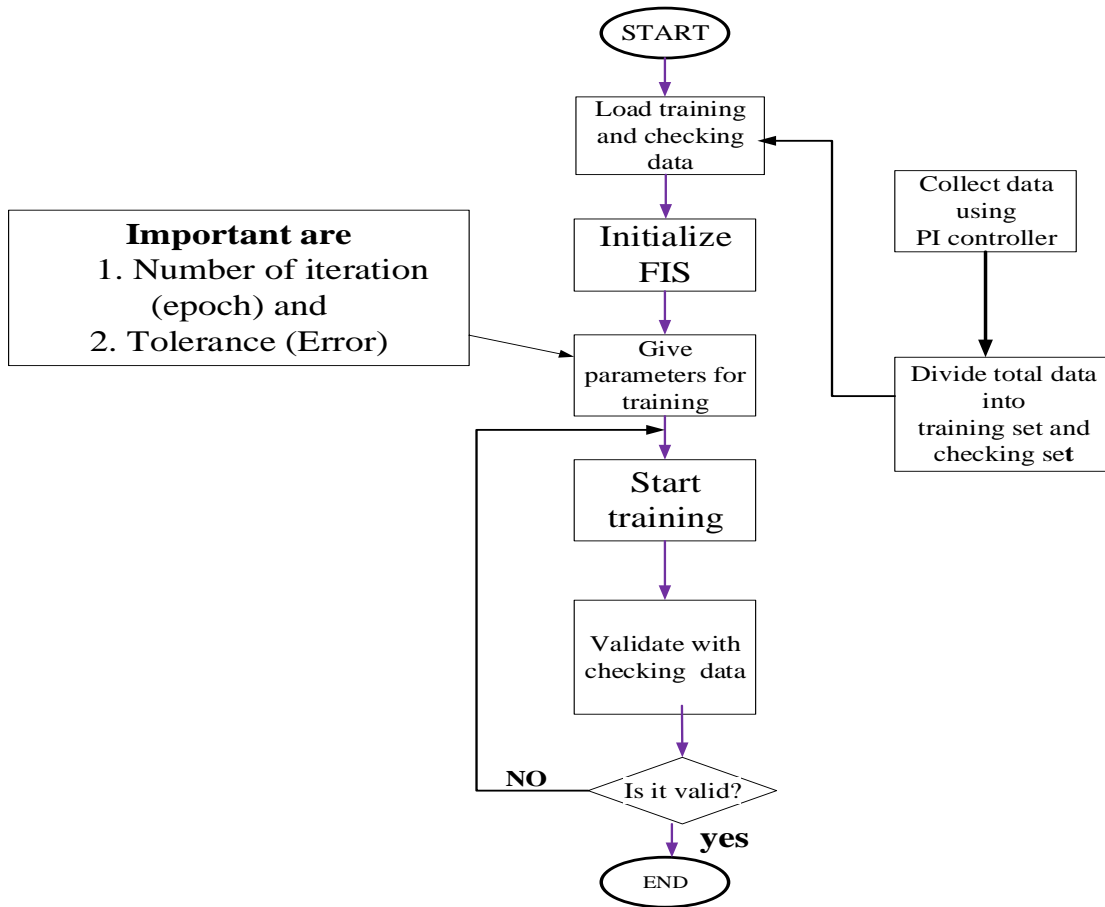 START
Load training
and checking
data
Collect data
using
PI controller
Initialize
FIS
Important are
1. Number of iteration
(epoch) and
2. Tolerance (Error)
Give
parameters for
training
Divide total data
into
training set and
checking set
Start
training
Validate with
checking data
NO
Is it valid?
yes
END